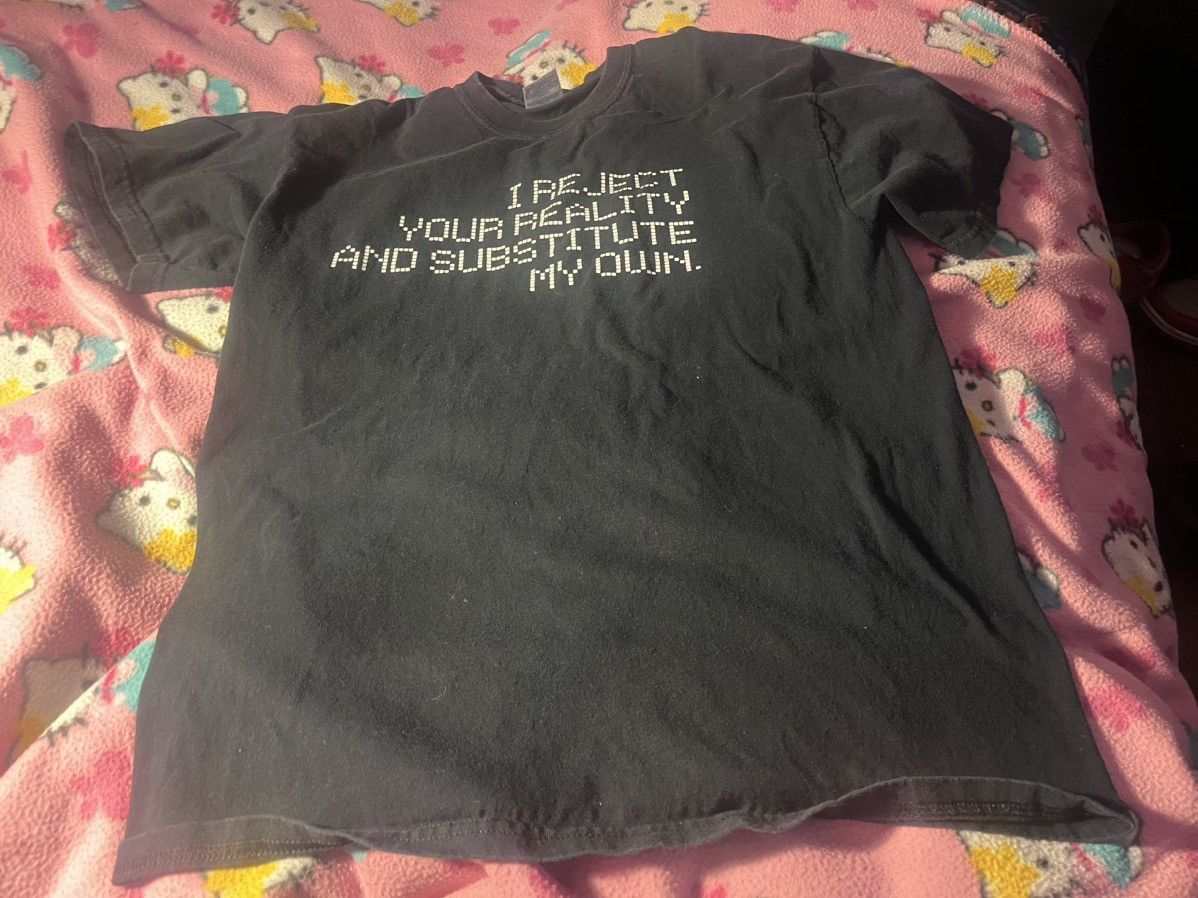 I REJECT
YOUR REALITY
AND SUBSTITUTE
MY OWN.